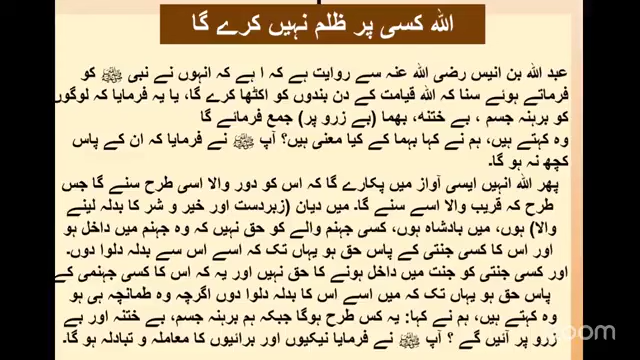 اللہ کسی پر ظلم نہیں کرے گا
عبد اللہ بن انیس رضی اللہ عنہ سے روایت ہے کہ ا ہے کہ انہوں نے نبی ﷺ کو
فرماتے ہوئے سنا کہ اللہ قیامت کے دن بندوں کو اکٹھا کرے گا، یا یہ فرمایا کہ لوگوں
کو برہنہ جسم ، بے ختنہ، بھما (بے زرو پر) جمع فرمائے گا
وہ کہتے ہیں، ہم نے کہا بہما کے کیا معنی ہیں؟ آپ ﷺ نے فرمایا کہ ان کے پاس
کچھ نہ ہو گا۔
پھر اللہ انہیں ایسی آواز میں پکارے گا کہ اس کو دور والا اسی طرح سنے گا جس
طرح کہ قریب والا اسے سنے گا۔ میں دیان (زبردست اور خیر و شر کا بدلہ لینے
والا) ہوں، میں بادشاہ ہوں، کسی جہنم والے کو حق نہیں کہ وہ جہنم میں داخل ہو
اور اس کا کسی جنتی کے پاس حق ہو یہاں تک کہ اسے اس سے بدلہ دلوا دوں۔
اور کسی جنتی کو جنت میں داخل ہونے کا حق نہیں اور یہ کہ اس کا کسی جہنمی کے
پاس حق ہو یہاں تک کہ میں اسے اس کا بدلہ دلوا دوں اگرچہ وہ طمانچہ ہی ہو
وہ کہتے ہیں، ہم نے کہا: یہ کس طرح ہوگا جبکہ ہم برہنہ جسم، بے ختنہ اور بے
زرو پر آئیں گے ؟ آپ ﷺ نے فرمایا نیکیوں اور برائیوں کا معاملہ و تبادلہ ہو گا۔
zoom